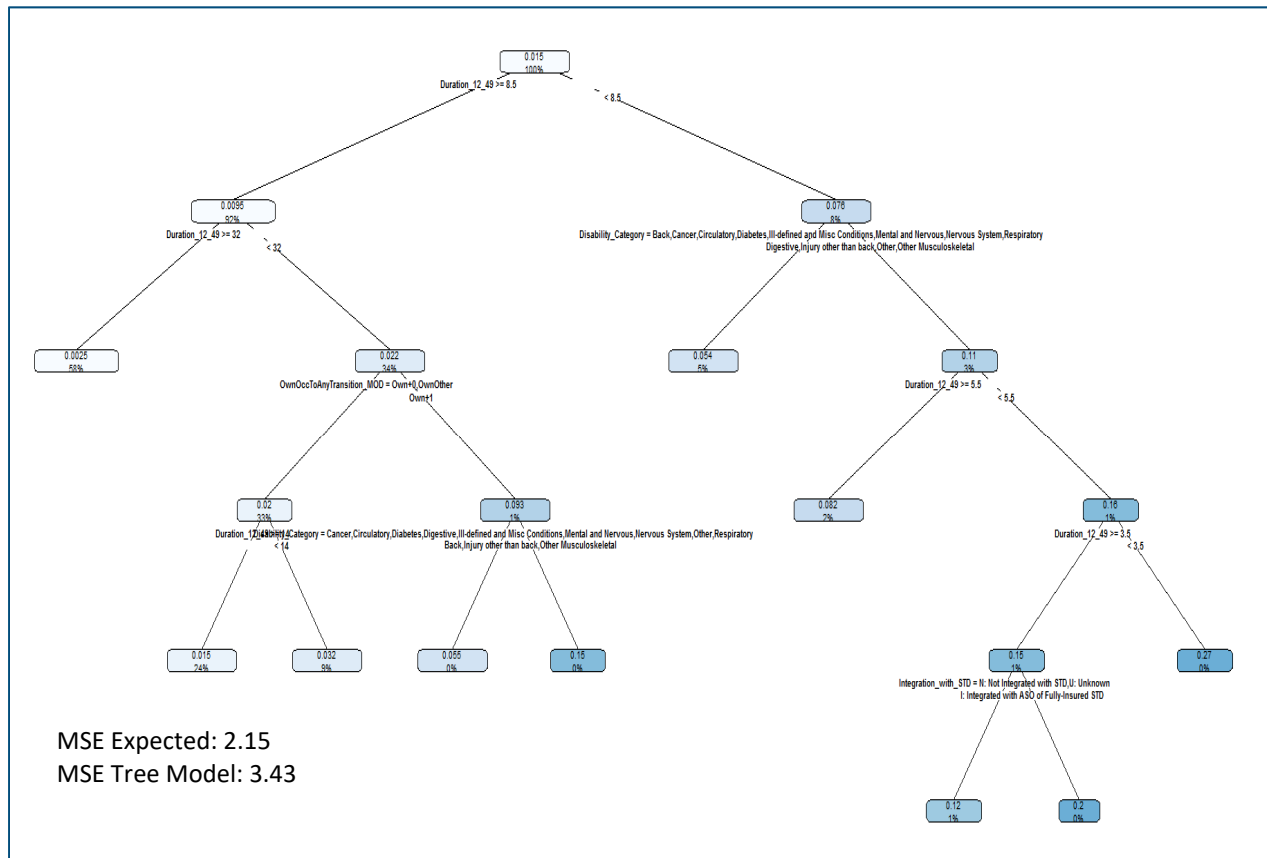 0.015
100%
Duration_12_49 >= 8.5
< 8.5
0.0095
92%
0.076
8%
Duration_12_49 >= 32
< 32
Disability_Category = Back,Cancer,Circulatory,Diabetes,Ill-defined and Misc Conditions,Mental and Nervous,Nervous System,Respiratory
Digestive,Injury other than back,Other,Other Musculoskeletal
0.0025
58%
0.022
34%
0.054
5%
0.11
3%
OwnOccToAnyTransition_MOD = Own+0,OwnOther
Own+1
Duration_12_49 >= 5.5
< 5.5
0.02
33%
0.093
1%
0.082
2%
0.16
1%
Duration_12_49 >= 14
< 14
Disability_Category = Cancer,Circulatory,Diabetes,Digestive,Ill-defined and Misc Conditions,Mental and Nervous,Nervous System,Other,Respiratory
Back,Injury other than back,Other Musculoskeletal
Duration_12_49 >= 3.5
< 3.5
0.015
24%
0.032
9%
0.055
0%
0.15
0%
0.15
1%
0.27
0%
Integration_with_STD = N: Not Integrated with STD,U: Unknown
I: Integrated with ASO of Fully-Insured STD
MSE Expected: 2.15
MSE Tree Model: 3.43
0.12
1%
0.2
0%